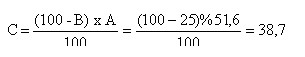 C = (100 - B) x A / 100 = (100 – 25)%51,6 / 100 = 38,7